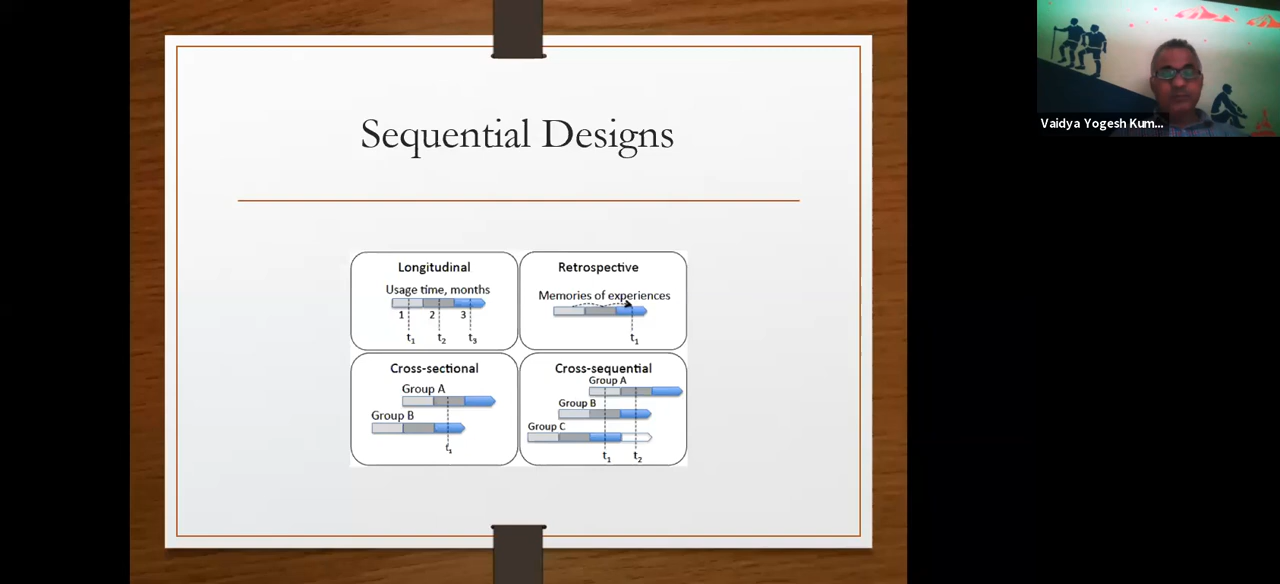 Sequential Designs
Longitudinal
Usage time, months
1 2 3
t1 t2 t3
Retrospective
Memories of experiences
t1
Cross-sectional
Group A
Group B
t1
Cross-sequential
Group A
Group B
Group C
t1 t2
Vaidya Yogesh Kum...